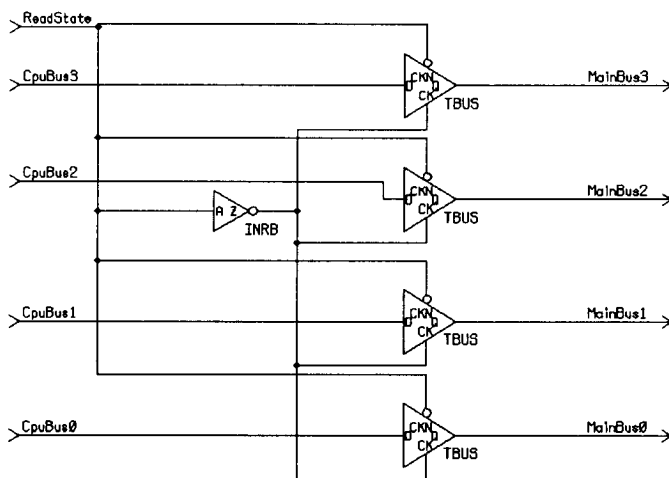 ReadState
CpuBus3
CKN
CK
TBUS
MainBus3
CpuBus2
CKN
CK
TBUS
MainBus2
A Z
INRB
CpuBus1
CKN
CK
TBUS
MainBus1
CpuBus0
CKN
CK
TBUS
MainBus0